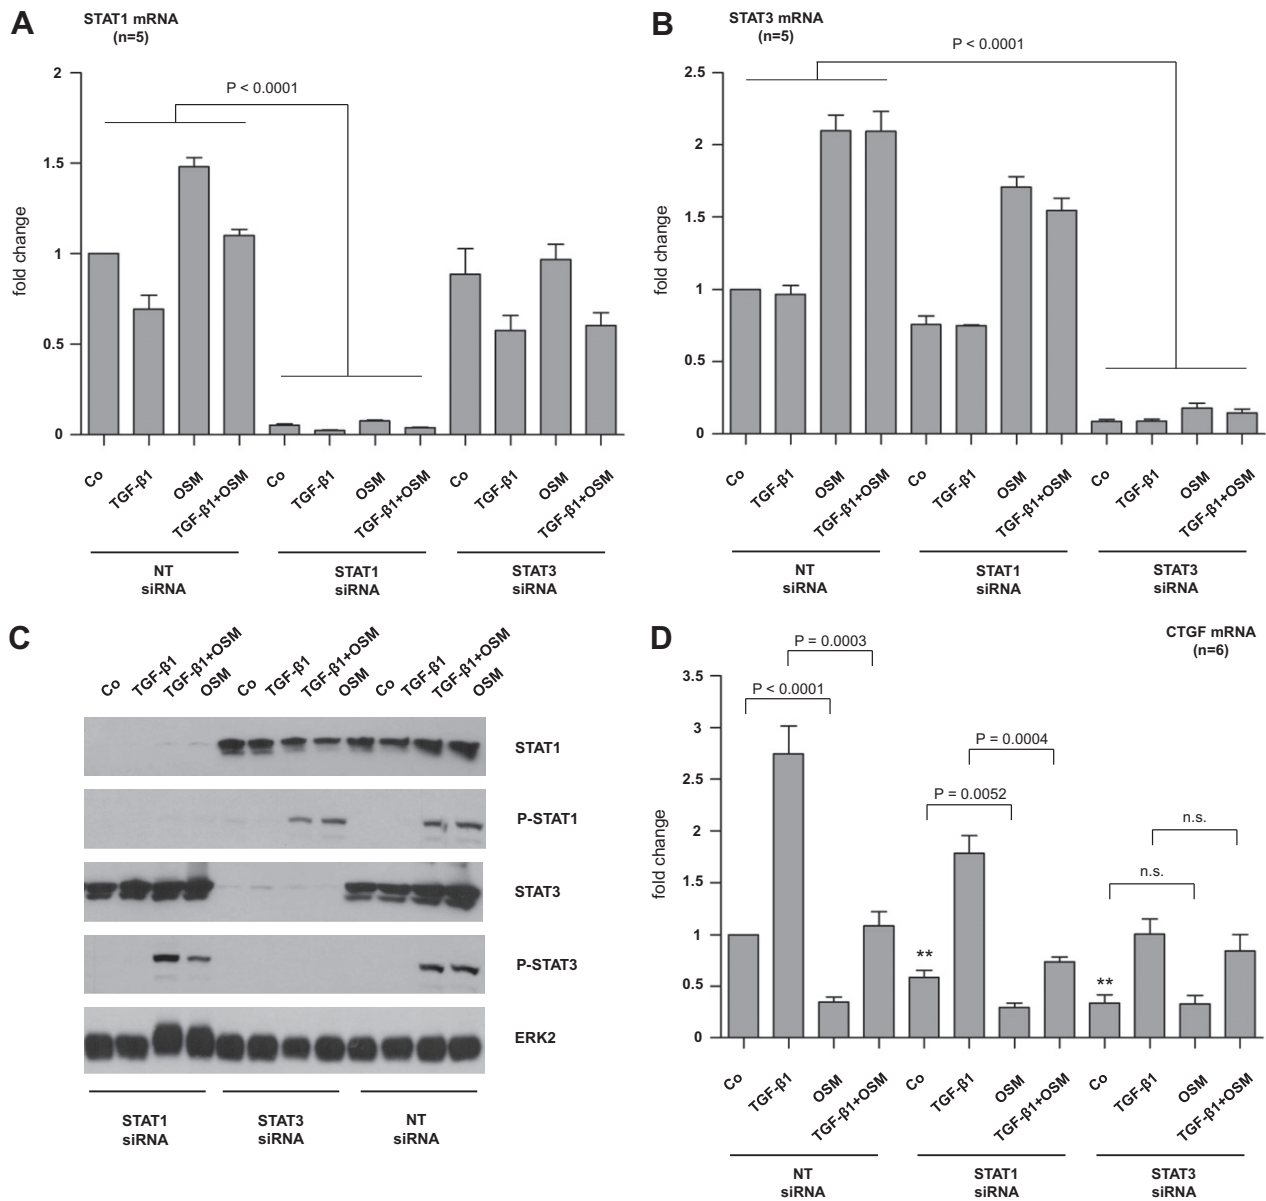 A
STAT1 mRNA
(n=5)
P < 0.0001
fold change
2
1.5
1
0.5
0
Co
TGF-β1
OSM
TGF-β1+OSM
Co
TGF-β1
OSM
TGF-β1+OSM
Co
TGF-β1
OSM
TGF-β1+OSM
NT
siRNA
STAT1
siRNA
STAT3
siRNA
B
STAT3 mRNA
(n=5)
P < 0.0001
fold change
2.5
2
1.5
1
0.5
0
Co
TGF-β1
OSM
TGF-β1+OSM
Co
TGF-β1
OSM
TGF-β1+OSM
Co
TGF-β1
OSM
TGF-β1+OSM
NT
siRNA
STAT1
siRNA
STAT3
siRNA
C
Co
TGF-β1
TGF-β1+OSM
OSM
Co
TGF-β1
TGF-β1+OSM
OSM
Co
TGF-β1
TGF-β1+OSM
OSM
STAT1
P-STAT1
STAT3
P-STAT3
ERK2
STAT1
siRNA
STAT3
siRNA
NT
siRNA
D
CTGF mRNA
(n=6)
P = 0.0003
P < 0.0001
P = 0.0004
P = 0.0052
n.s.
n.s.
**
**
fold change
3.5
3
2.5
2
1.5
1
0.5
0
Co
TGF-β1
OSM
TGF-β1+OSM
Co
TGF-β1
OSM
TGF-β1+OSM
Co
TGF-β1
OSM
TGF-β1+OSM
NT
siRNA
STAT1
siRNA
STAT3
siRNA